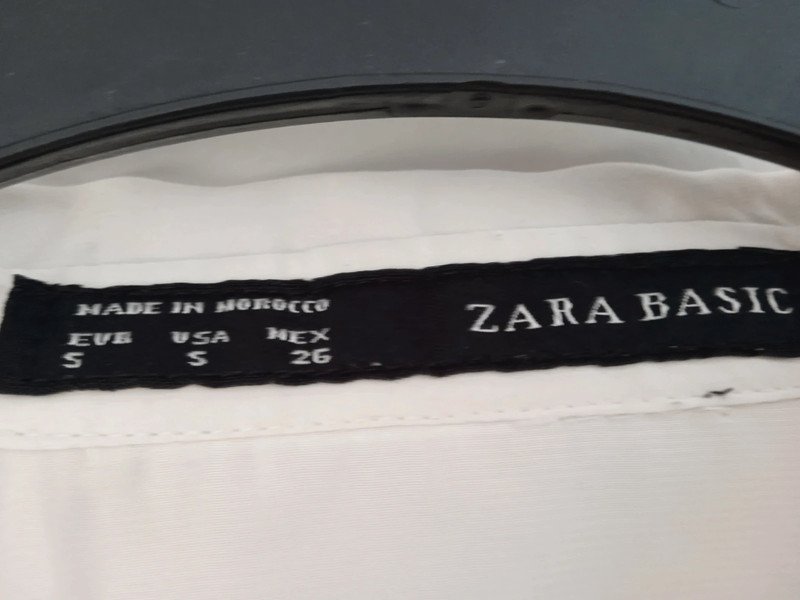 MADE IN MOROCCO
EUR USA MEX
S S 26
ZARA BASIC